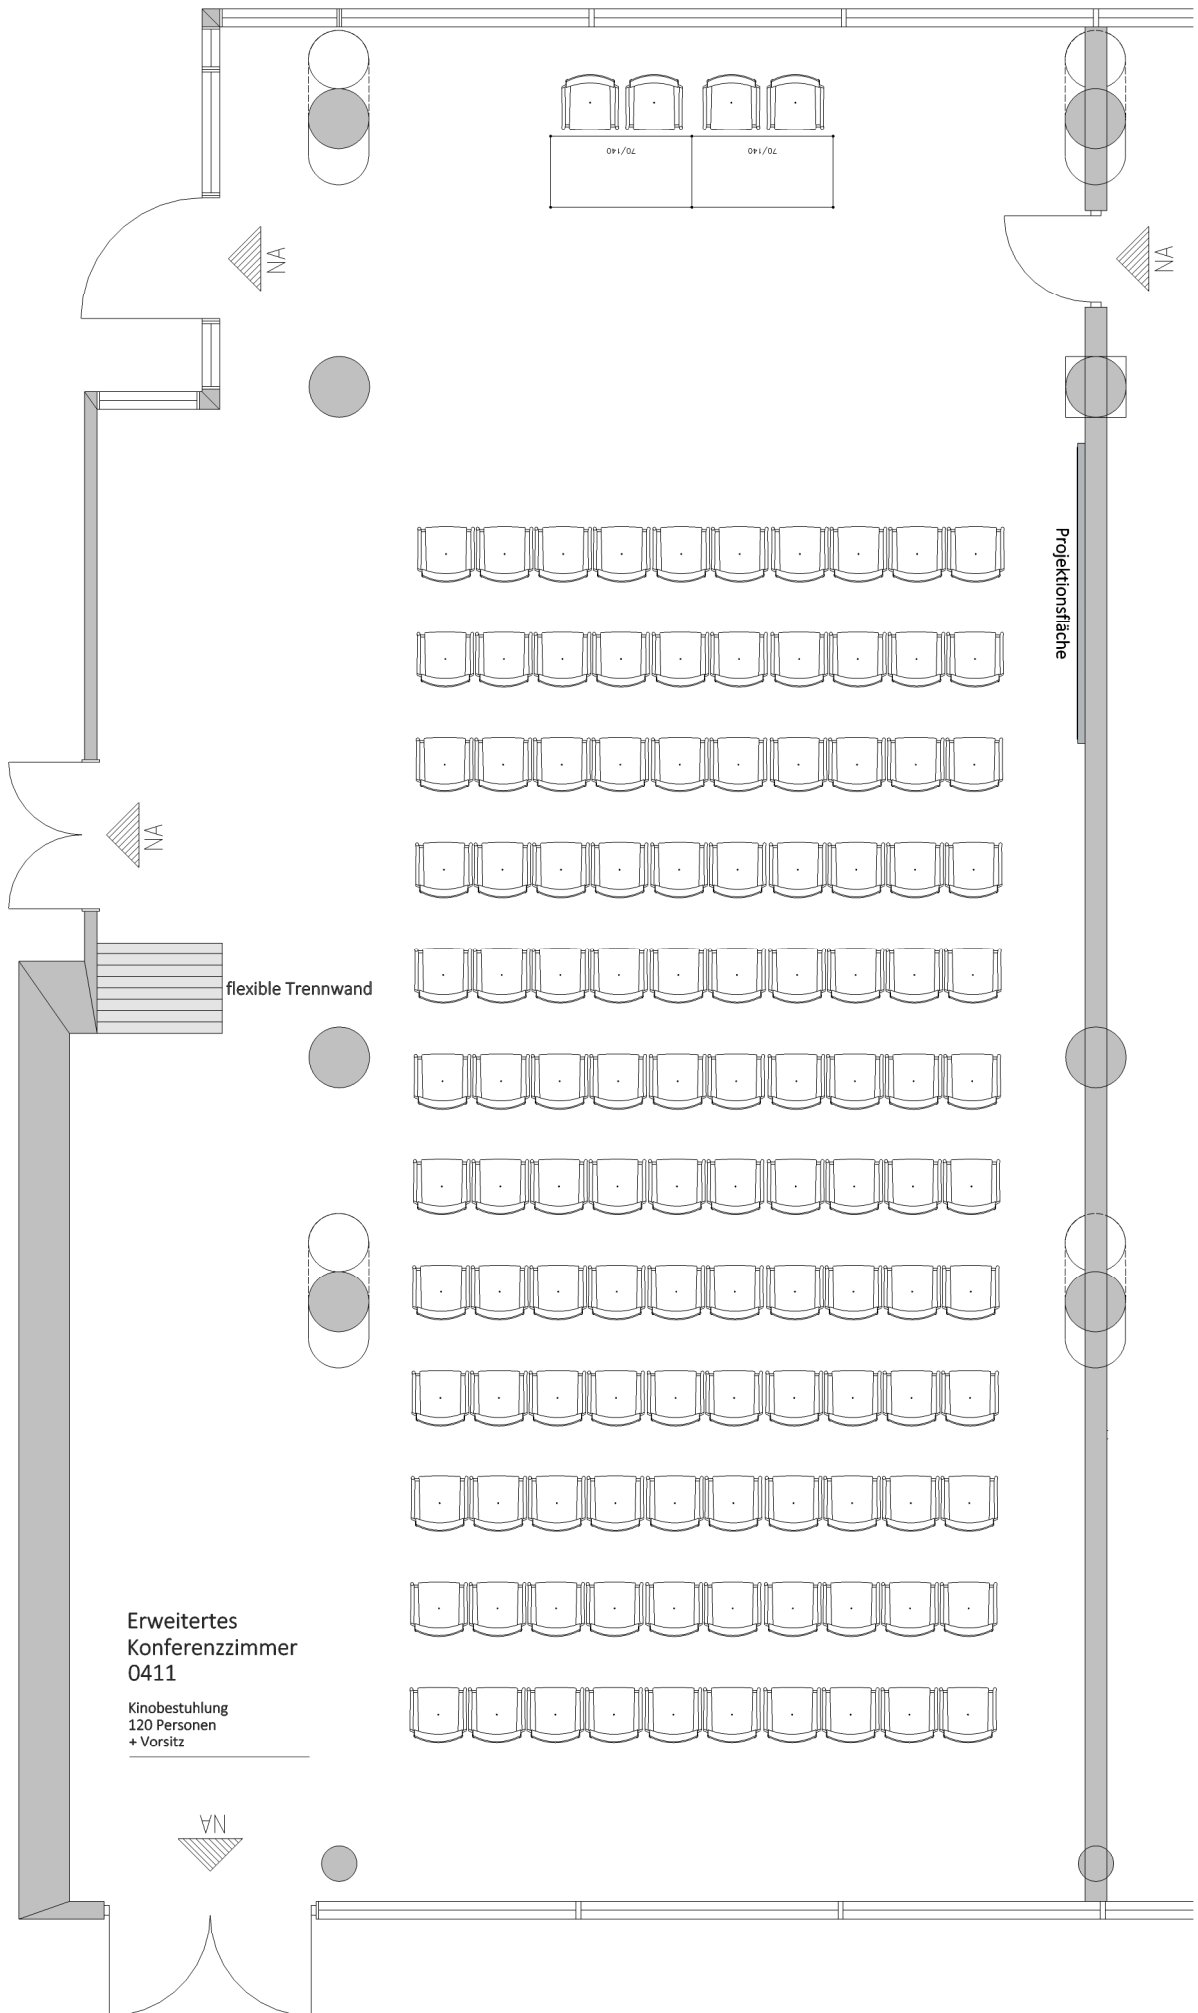 70/140
70/140
NA
NA
Projektionsfläche
NA
flexible Trennwand
Erweitertes
Konferenzzimmer
0411
Kinobestuhlung
120 Personen
+ Vorsitz
NA